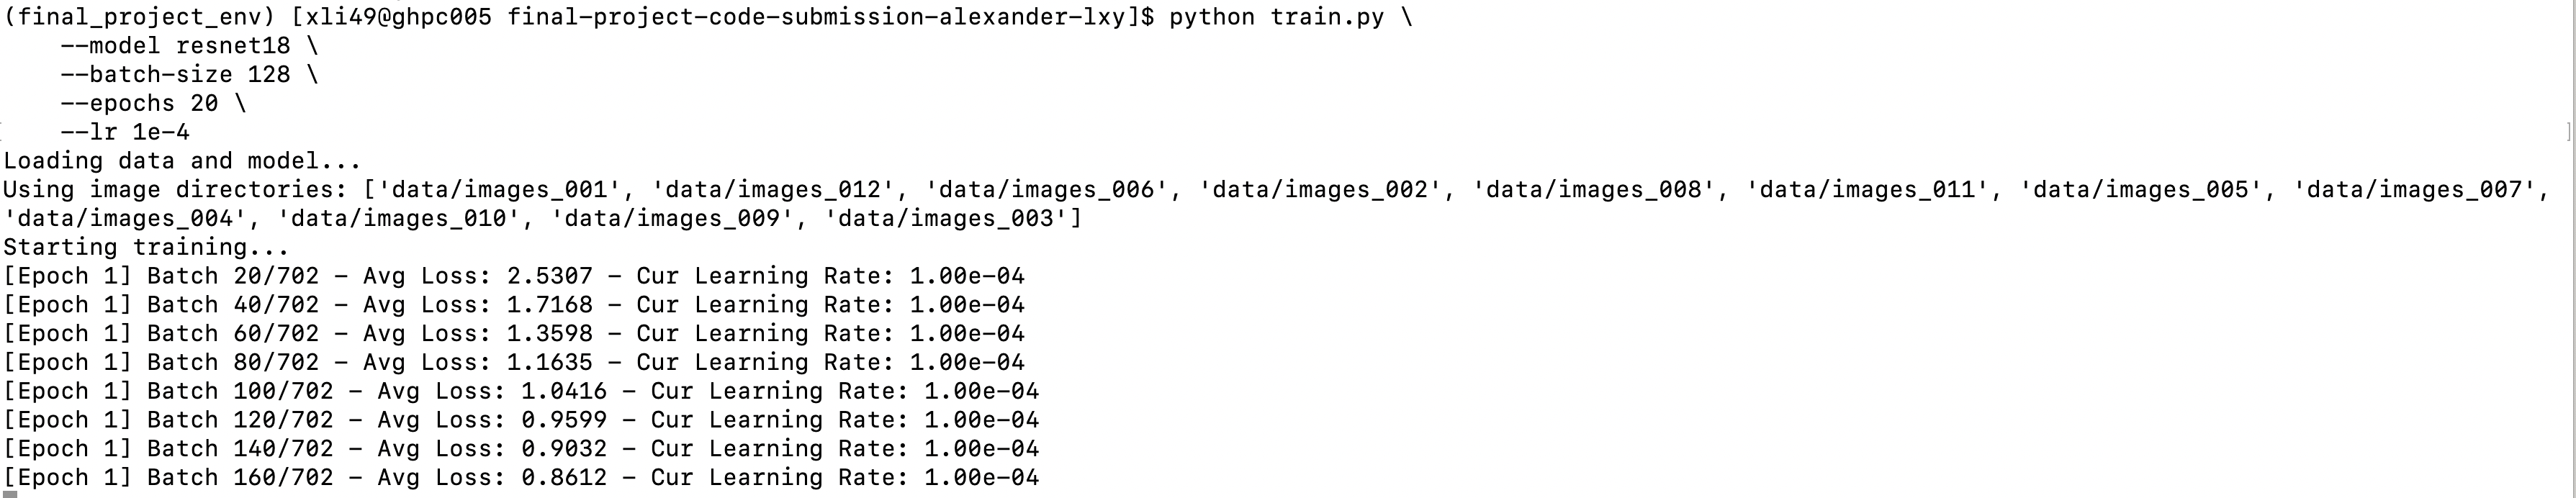 (final_project_env) [xli49@ghpc005 final-project-code-submission-alexander-lxy]$ python train.py \
    --model resnet18 \
    --batch-size 128 \
    --epochs 20 \
    --lr 1e-4
Loading data and model...
Using image directories: ['data/images_001', 'data/images_012', 'data/images_006', 'data/images_002', 'data/images_008', 'data/images_011', 'data/images_005', 'data/images_007',
'data/images_004', 'data/images_010', 'data/images_009', 'data/images_003']
Starting training...
[Epoch 1] Batch 20/702 - Avg Loss: 2.5307 - Cur Learning Rate: 1.00e-04
[Epoch 1] Batch 40/702 - Avg Loss: 1.7168 - Cur Learning Rate: 1.00e-04
[Epoch 1] Batch 60/702 - Avg Loss: 1.3598 - Cur Learning Rate: 1.00e-04
[Epoch 1] Batch 80/702 - Avg Loss: 1.1635 - Cur Learning Rate: 1.00e-04
[Epoch 1] Batch 100/702 - Avg Loss: 1.0416 - Cur Learning Rate: 1.00e-04
[Epoch 1] Batch 120/702 - Avg Loss: 0.9599 - Cur Learning Rate: 1.00e-04
[Epoch 1] Batch 140/702 - Avg Loss: 0.9032 - Cur Learning Rate: 1.00e-04
[Epoch 1] Batch 160/702 - Avg Loss: 0.8612 - Cur Learning Rate: 1.00e-04